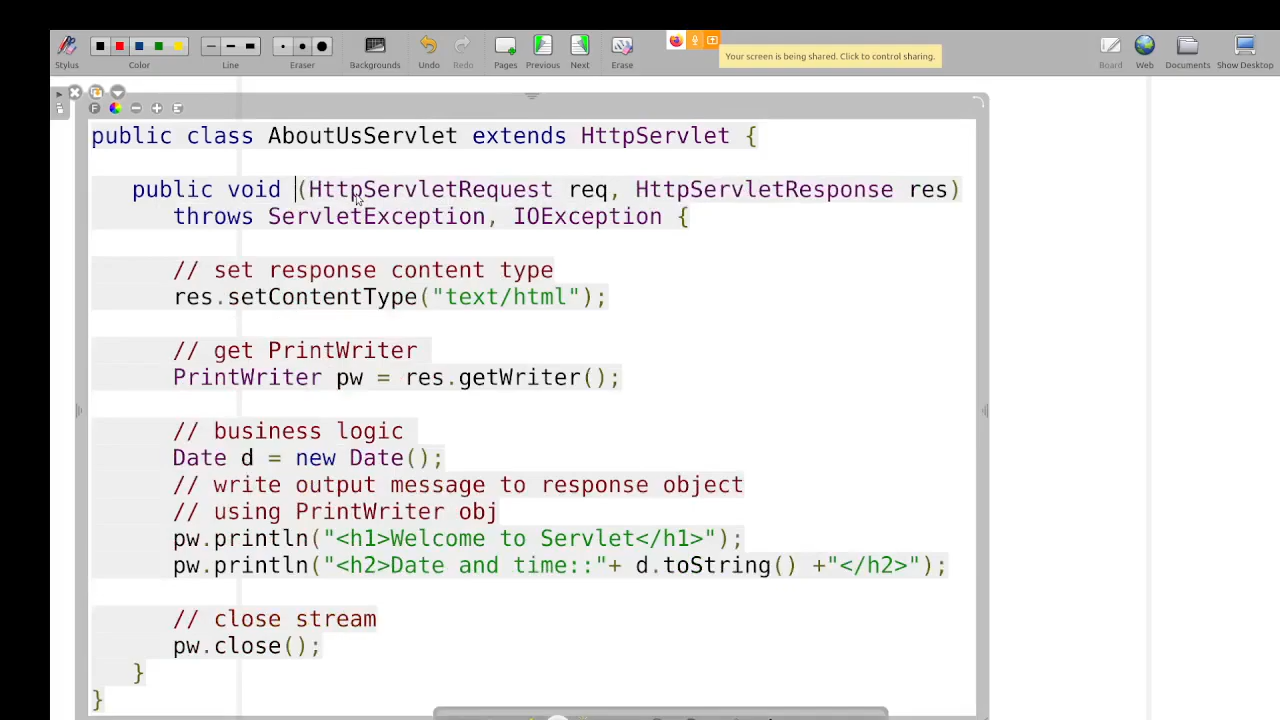 Stylus
Color
Line
Eraser
Backgrounds
Undo
Redo
Pages
Previous
Next
Erase
Your screen is being shared. Click to control sharing.
Board
Web
Documents
Show Desktop
F
public class AboutUsServlet extends HttpServlet {
public void (HttpServletRequest req, HttpServletResponse res)
throws ServletException, IOException {
// set response content type
res.setContentType("text/html");
// get PrintWriter
PrintWriter pw = res.getWriter();
// business logic
Date d = new Date();
// write output message to response object
// using PrintWriter obj
pw.println("<h1>Welcome to Servlet</h1>");
pw.println("<h2>Date and time::"+ d.toString() +"</h2>");
// close stream
pw.close();
}
}